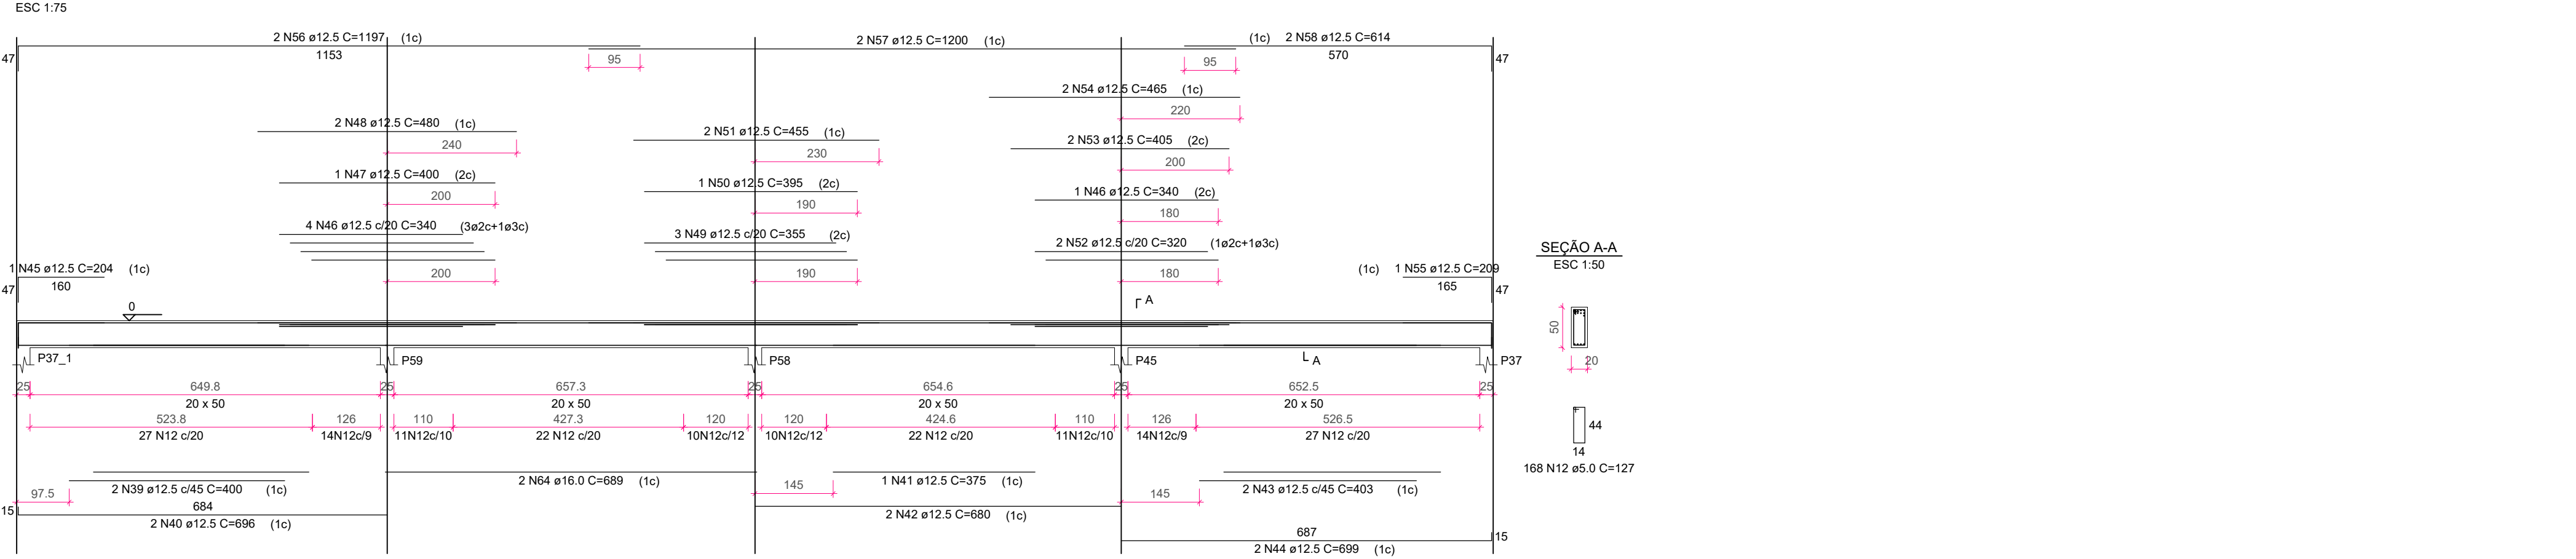 ESC 1:75
2 N56 ø12.5 C=1197 (1c)
1153
47
2 N57 ø12.5 C=1200 (1c)
95
(1c) 2 N58 ø12.5 C=614
570
95
47
2 N54 ø12.5 C=465 (1c)
220
2 N48 ø12.5 C=480 (1c)
240
2 N51 ø12.5 C=455 (1c)
230
2 N53 ø12.5 C=405 (2c)
200
1 N47 ø12.5 C=400 (2c)
200
1 N50 ø12.5 C=395 (2c)
190
1 N46 ø12.5 C=340 (2c)
180
4 N46 ø12.5 c/20 C=340 (3ø2c+1ø3c)
200
3 N49 ø12.5 c/20 C=355 (2c)
190
2 N52 ø12.5 c/20 C=320 (1ø2c+1ø3c)
180
1 N45 ø12.5 C=204 (1c)
160
47
(1c) 1 N55 ø12.5 C=209
165
47
0
A
A
P37_1
P59
P58
P45
P37
25 649.8 25 657.3 25 654.6 25 652.5 25
20 x 50 20 x 50 20 x 50 20 x 50
523.8 126 110 427.3 120 120 424.6 110 126 526.5
27 N12 c/20 14N12c/9 11N12c/10 22 N12 c/20 10N12c/12 10N12c/12 22 N12 c/20 11N12c/10 14N12c/9 27 N12 c/20
2 N39 ø12.5 c/45 C=400 (1c)
97.5
2 N64 ø16.0 C=689 (1c)
145
1 N41 ø12.5 C=375 (1c)
145
2 N43 ø12.5 c/45 C=403 (1c)
15
684
2 N40 ø12.5 C=696 (1c)
2 N42 ø12.5 C=680 (1c)
687
15
2 N44 ø12.5 C=699 (1c)
SEÇÃO A-A
ESC 1:50
50
20
44
14
168 N12 ø5.0 C=127